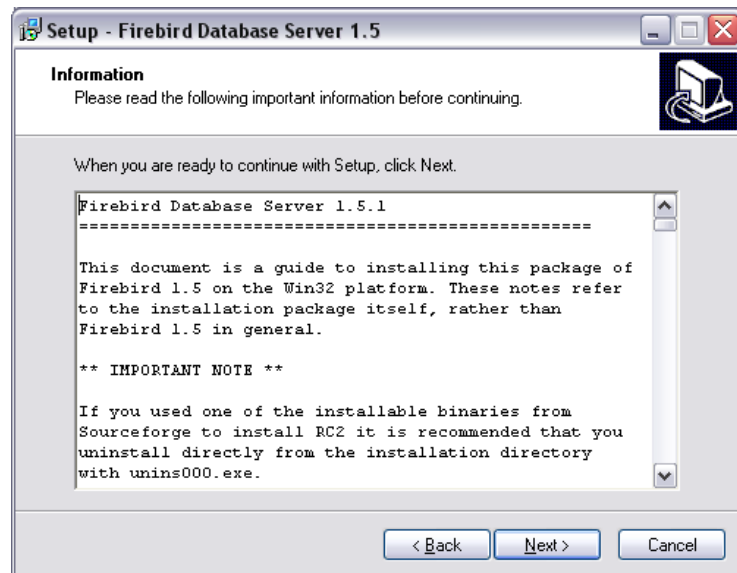 Setup - Firebird Database Server 1.5
Information
Please read the following important information before continuing.
When you are ready to continue with Setup, click Next.
Firebird Database Server 1.5.1
==================================================
This document is a guide to installing this package of
Firebird 1.5 on the Win32 platform. These notes refer
to the installation package itself, rather than
Firebird 1.5 in general.
** IMPORTANT NOTE **
If you used one of the installable binaries from
Sourceforge to install RC2 it is recommended that you
uninstall directly from the installation directory
with unins000.exe.
< Back
Next >
Cancel